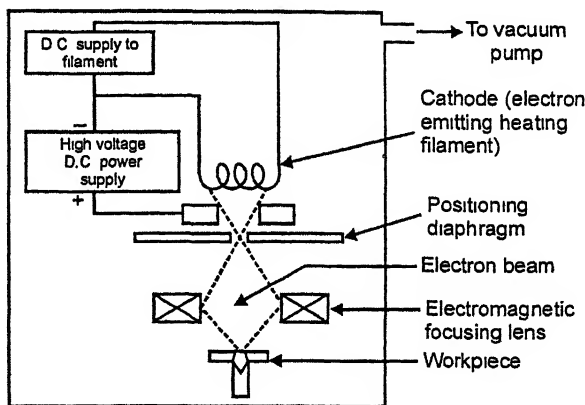 D C supply to
filament
–
High voltage
D.C power
supply
+
To vacuum
pump
Cathode (electron
emitting heating
filament)
Positioning
diaphragm
Electron beam
Electromagnetic
focusing lens
Workpiece